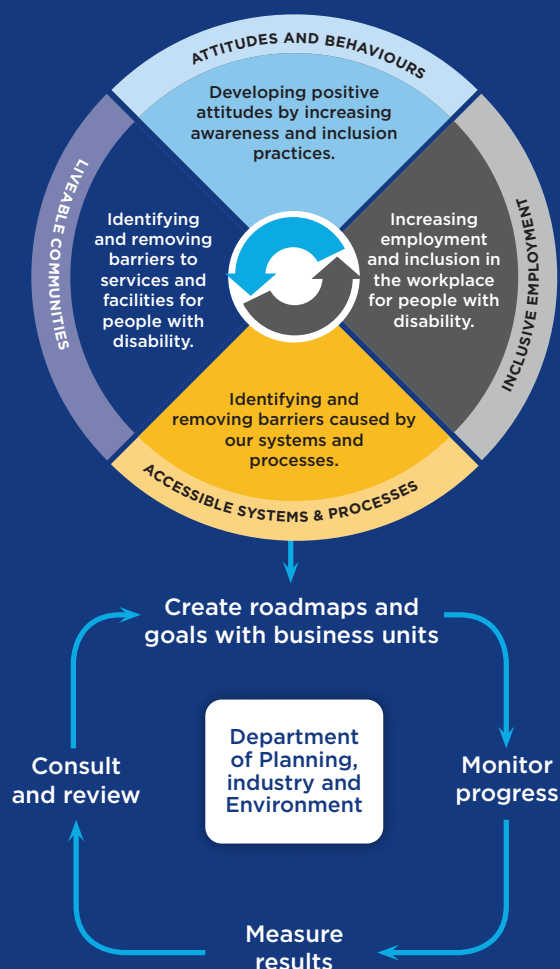 ATTITUDES AND BEHAVIOURS
Developing positive
attitudes by increasing
awareness and inclusion
practices.
LIVEABLE COMMUNITIES
Identifying
and removing
barriers to
services and
facilities for
people with
disability.
Increasing
employment
and inclusion in
the workplace
for people with
disability.
INCLUSIVE EMPLOYMENT
Identifying and
removing barriers caused by
our systems and
processes.
ACCESSIBLE SYSTEMS & PROCESSES
Create roadmaps and
goals with business units
Department
of Planning,
industry and
Environment
Consult
and review
Monitor
progress
Measure
results